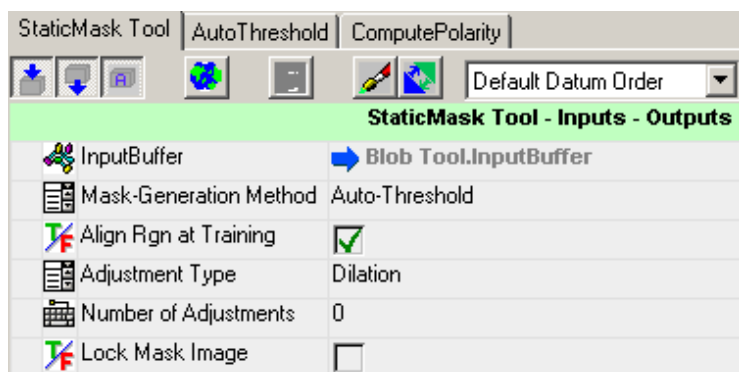 StaticMask Tool AutoThreshold ComputePolarity
A Default Datum Order
StaticMask Tool - Inputs - Outputs
InputBuffer Blob Tool.InputBuffer
Mask-Generation Method Auto-Threshold
T/F Align Rgn at Training
Adjustment Type Dilation
Number of Adjustments 0
T/F Lock Mask Image